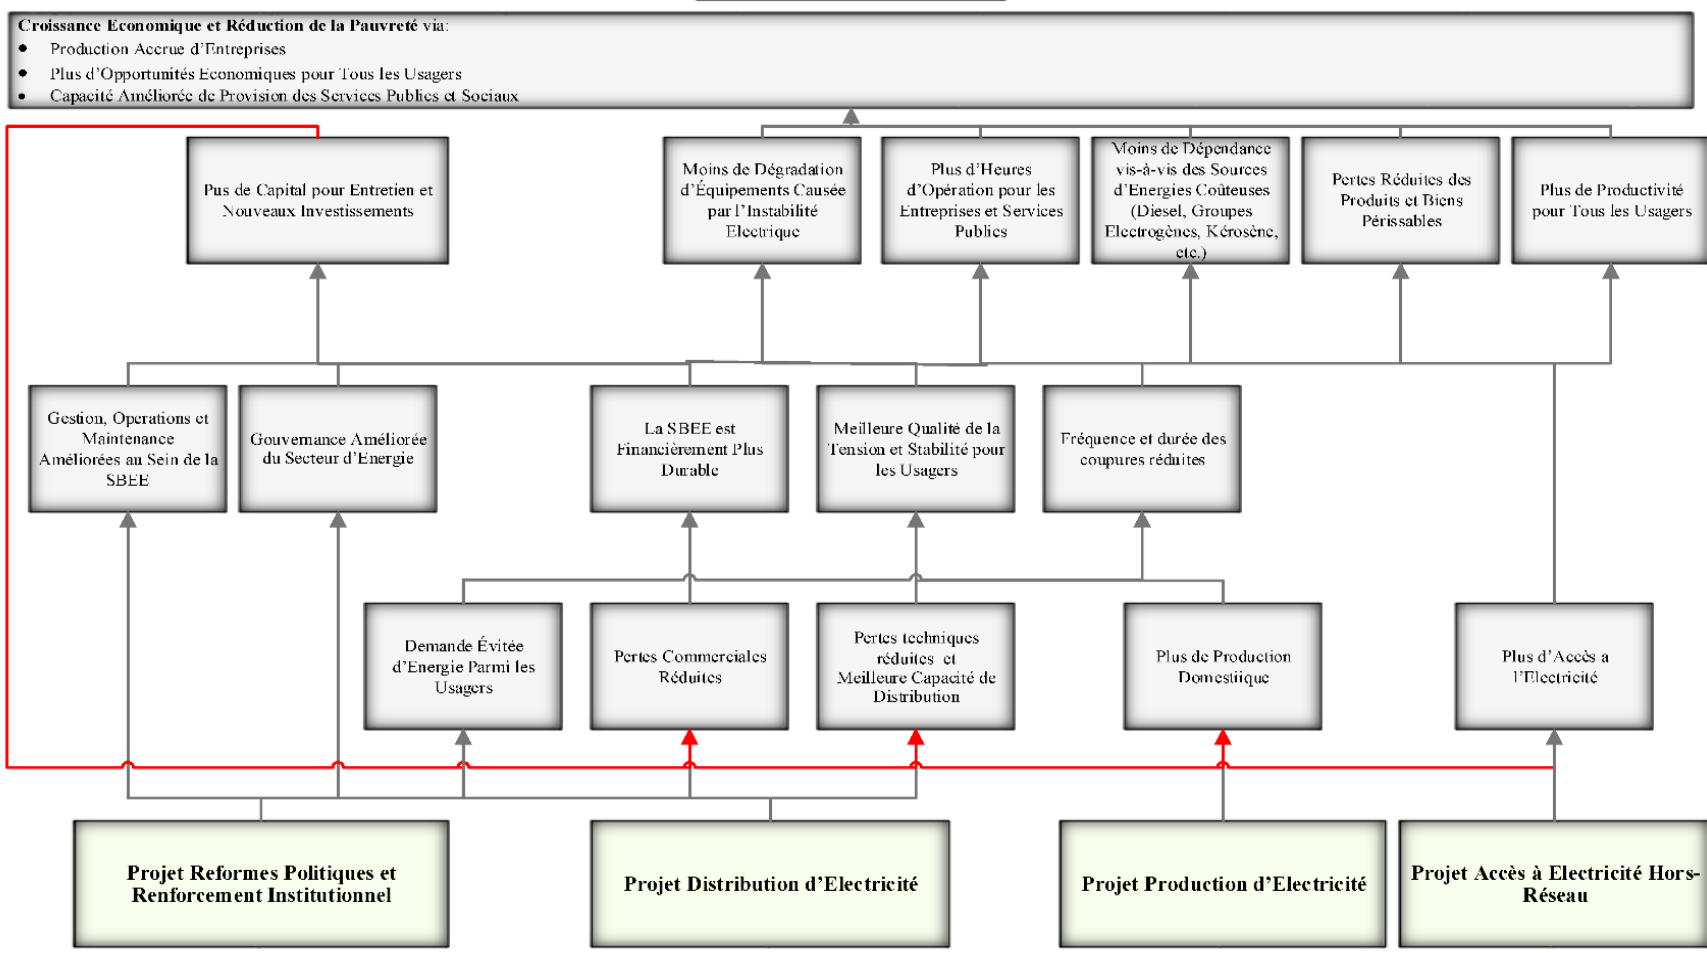 Croissance Economique et Réduction de la Pauvreté via:
• Production Accrue d'Entreprises
• Plus d'Opportunités Economiques pour Tous les Usagers
• Capacité Améliorée de Provision des Services Publics et Sociaux
Pus de Capital pour Entretien et
Nouveaux Investissements
Moins de Dégradation
d'Équipements Causée
par l'Instabilité
Electrique
Plus d'Heures
d'Opération pour les
Entreprises et Services
Publics
Moins de Dépendance
vis-à-vis des Sources
d'Energies Coûteuses
(Diesel, Groupes
Electrogènes, Kérosène,
etc.)
Pertes Réduites des
Produits et Biens
Périssables
Plus de Productivité
pour Tous les Usagers
Gestion, Operations et
Maintenance
Améliorées au Sein de la
SBEE
Gouvernance Améliorée
du Secteur d'Energie
La SBEE est
Financièrement Plus
Durable
Meilleure Qualité de la
Tension et Stabilité pour
les Usagers
Fréquence et durée des
coupures réduites
Demande Évitée
d'Energie Parmi les
Usagers
Pertes Commerciales
Réduites
Pertes techniques
réduites et
Meilleure Capacité de
Distribution
Plus de Production
Domestiique
Plus d'Accès a
l'Electricité
Projet Reformes Politiques et
Renforcement Institutionnel
Projet Distribution d'Electricité
Projet Production d'Electricité
Projet Accès à Electricité Hors-
Réseau